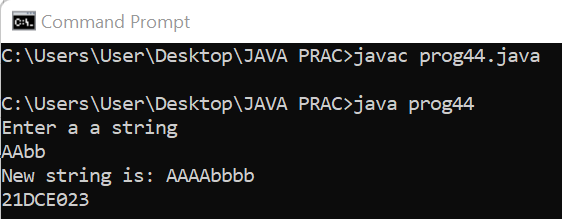 Command Prompt
C:\Users\User\Desktop\JAVA PRAC>javac prog44.java
C:\Users\User\Desktop\JAVA PRAC>java prog44
Enter a a string
AAbb
New string is: AAAAbbbb
21DCE023